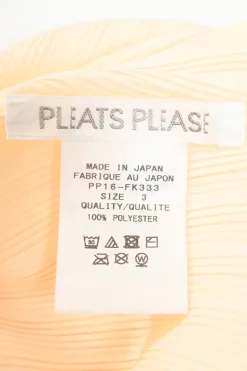 PLEATS PLEASE
MADE IN JAPAN
FABRIQUE AU JAPON
PP16-FK333
SIZE 3
QUALITY/QUALITE
100% POLYESTER